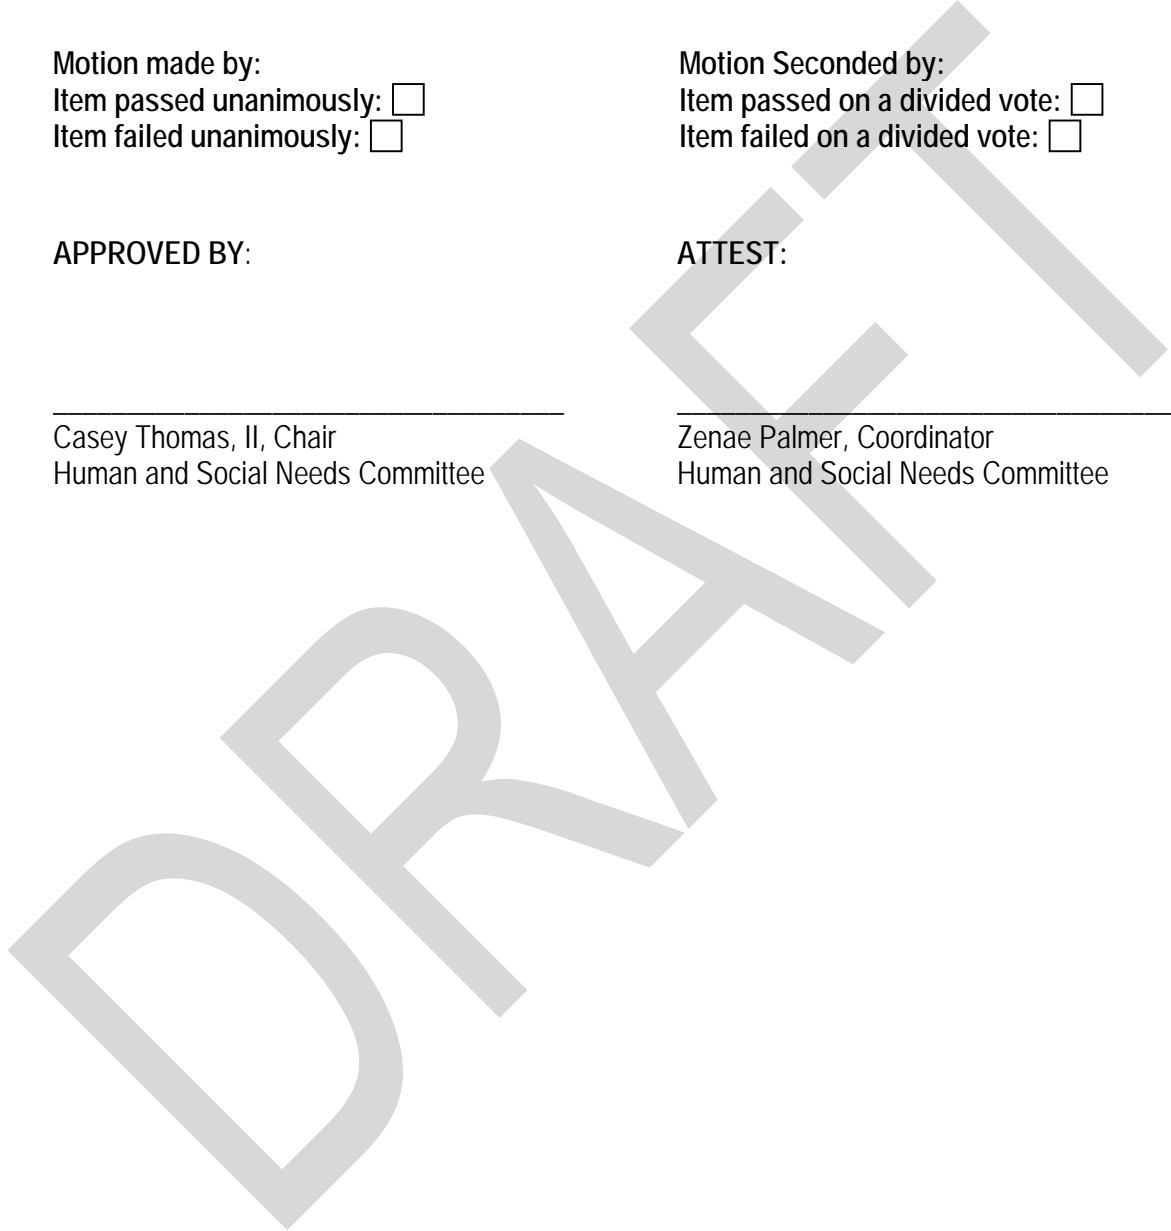 Motion made by:
Item passed unanimously:
Item failed unanimously:
Motion Seconded by:
Item passed on a divided vote:
Item failed on a divided vote:
APPROVED BY:
ATTEST:
Casey Thomas, II, Chair
Human and Social Needs Committee
Zenae Palmer, Coordinator
Human and Social Needs Committee
DRAFT